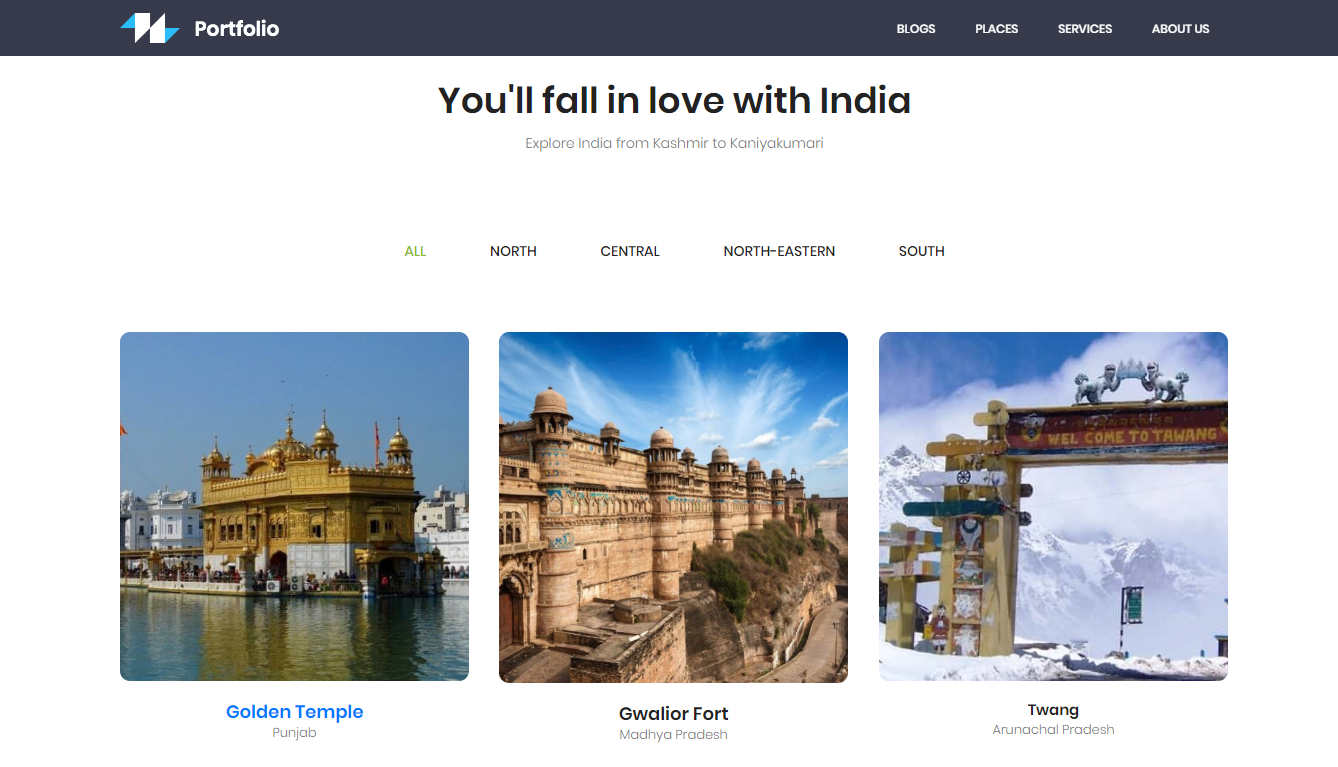 Portfolio
BLOGS PLACES SERVICES ABOUT US
You'll fall in love with India
Explore India from Kashmir to Kaniyakumari
ALL NORTH CENTRAL NORTH-EASTERN SOUTH
WEL COME TO TAWANG
Golden Temple
Punjab
Gwalior Fort
Madhya Pradesh
Twang
Arunachal Pradesh